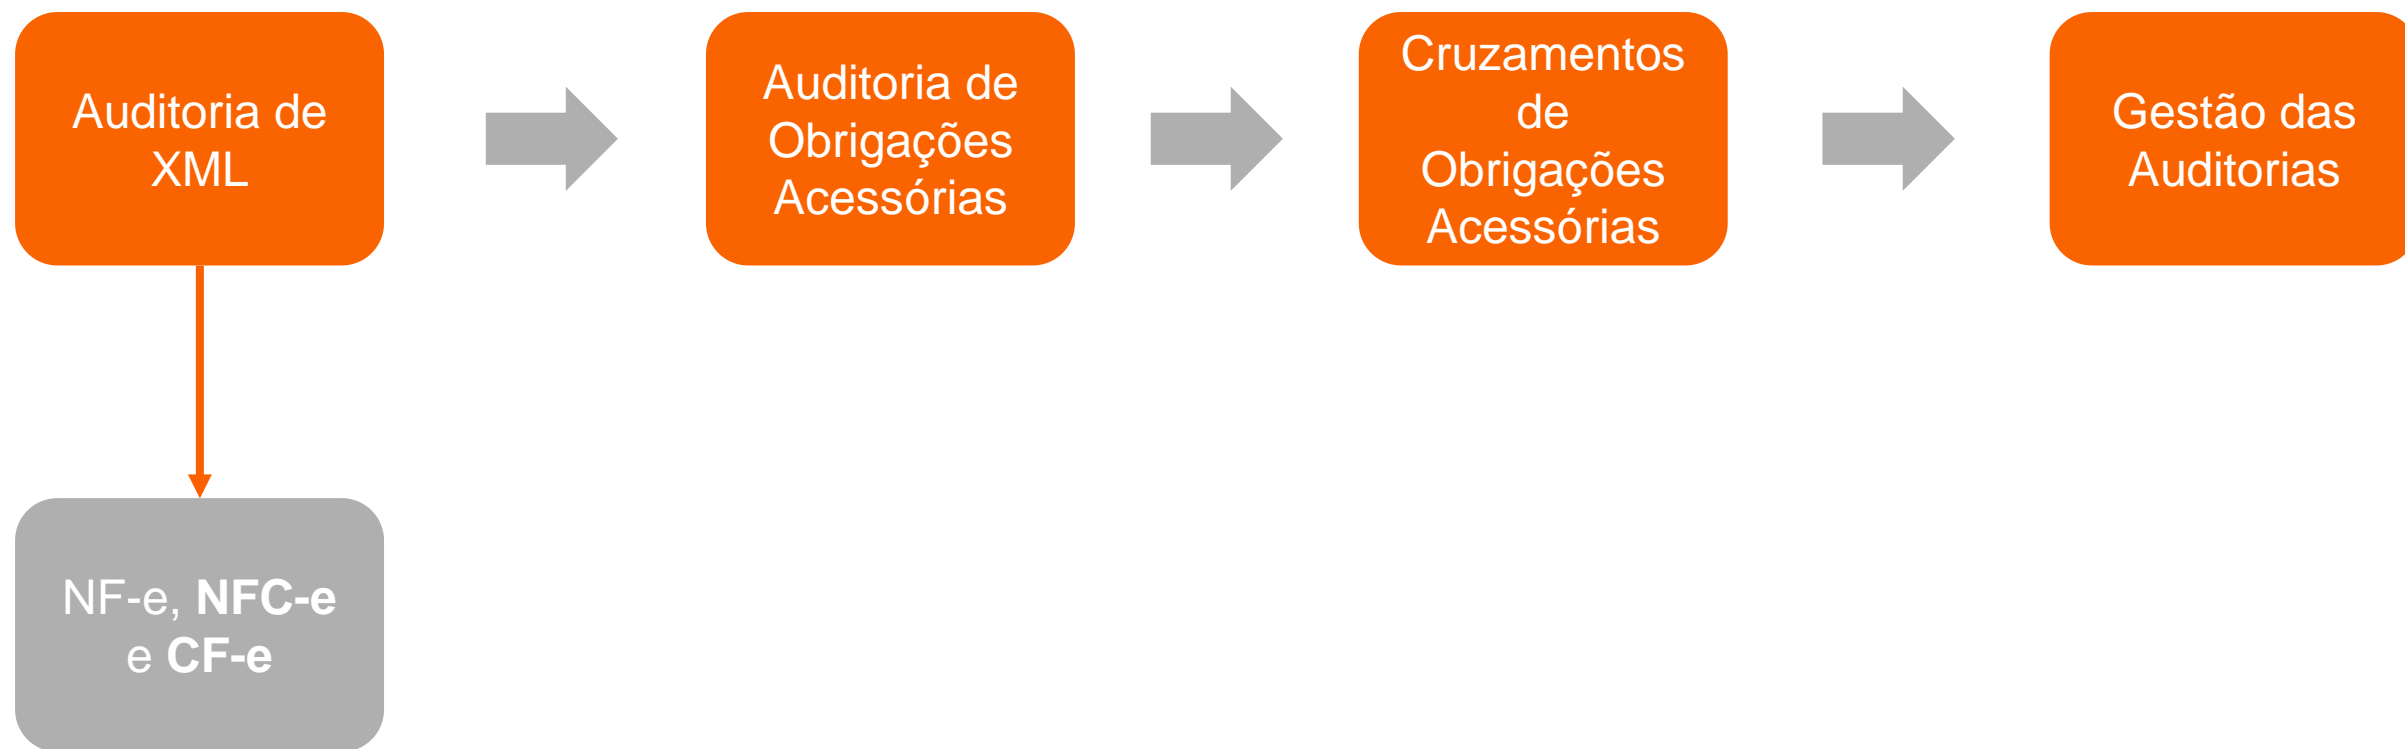 Auditoria de
XML
Auditoria de
Obrigações
Acessórias
Cruzamentos
de
Obrigações
Acessórias
Gestão das
Auditorias
NF-e, NFC-e
e CF-e